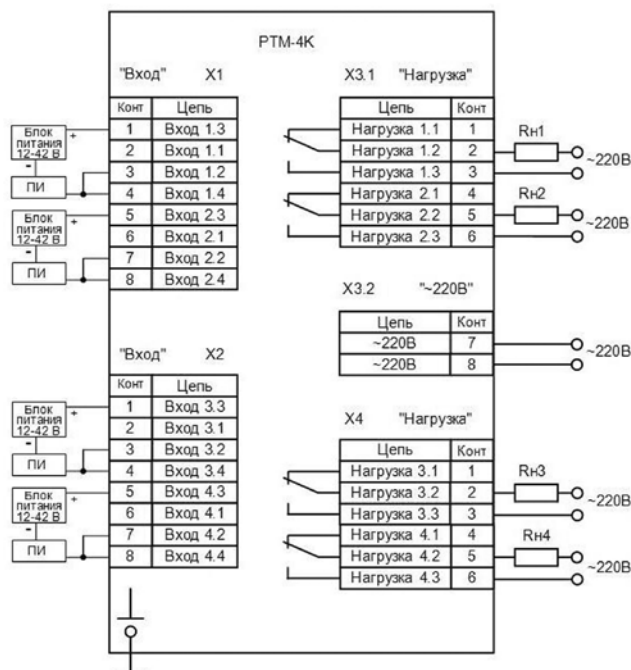 РТМ-4К
"Вход" X1
Конт Цепь
1 Вход 1.3
2 Вход 1.1
3 Вход 1.2
4 Вход 1.4
5 Вход 2.3
6 Вход 2.1
7 Вход 2.2
8 Вход 2.4
Блок
питания
12-42 В
+
-
ПИ
Блок
питания
12-42 В
+
-
ПИ
X3.1 "Нагрузка"
Цепь Конт
Нагрузка 1.1 1
Нагрузка 1.2 2
Нагрузка 1.3 3
Нагрузка 2.1 4
Нагрузка 2.2 5
Нагрузка 2.3 6
Rн1
~220В
Rн2
~220В
X3.2 "~220В"
Цепь Конт
~220В 7
~220В 8
~220В
"Вход" X2
Конт Цепь
1 Вход 3.3
2 Вход 3.1
3 Вход 3.2
4 Вход 3.4
5 Вход 4.3
6 Вход 4.1
7 Вход 4.2
8 Вход 4.4
Блок
питания
12-42 В
+
-
ПИ
Блок
питания
12-42 В
+
-
ПИ
X4 "Нагрузка"
Цепь Конт
Нагрузка 3.1 1
Нагрузка 3.2 2
Нагрузка 3.3 3
Нагрузка 4.1 4
Нагрузка 4.2 5
Нагрузка 4.3 6
Rн3
~220В
Rн4
~220В